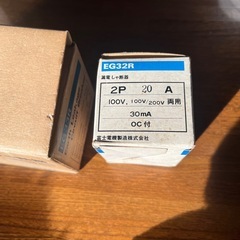 EG32R
漏電しゃ断器
2P 20 A
100V, 100V/200V 両用
30mA
OC付
富士電機製造株式会社